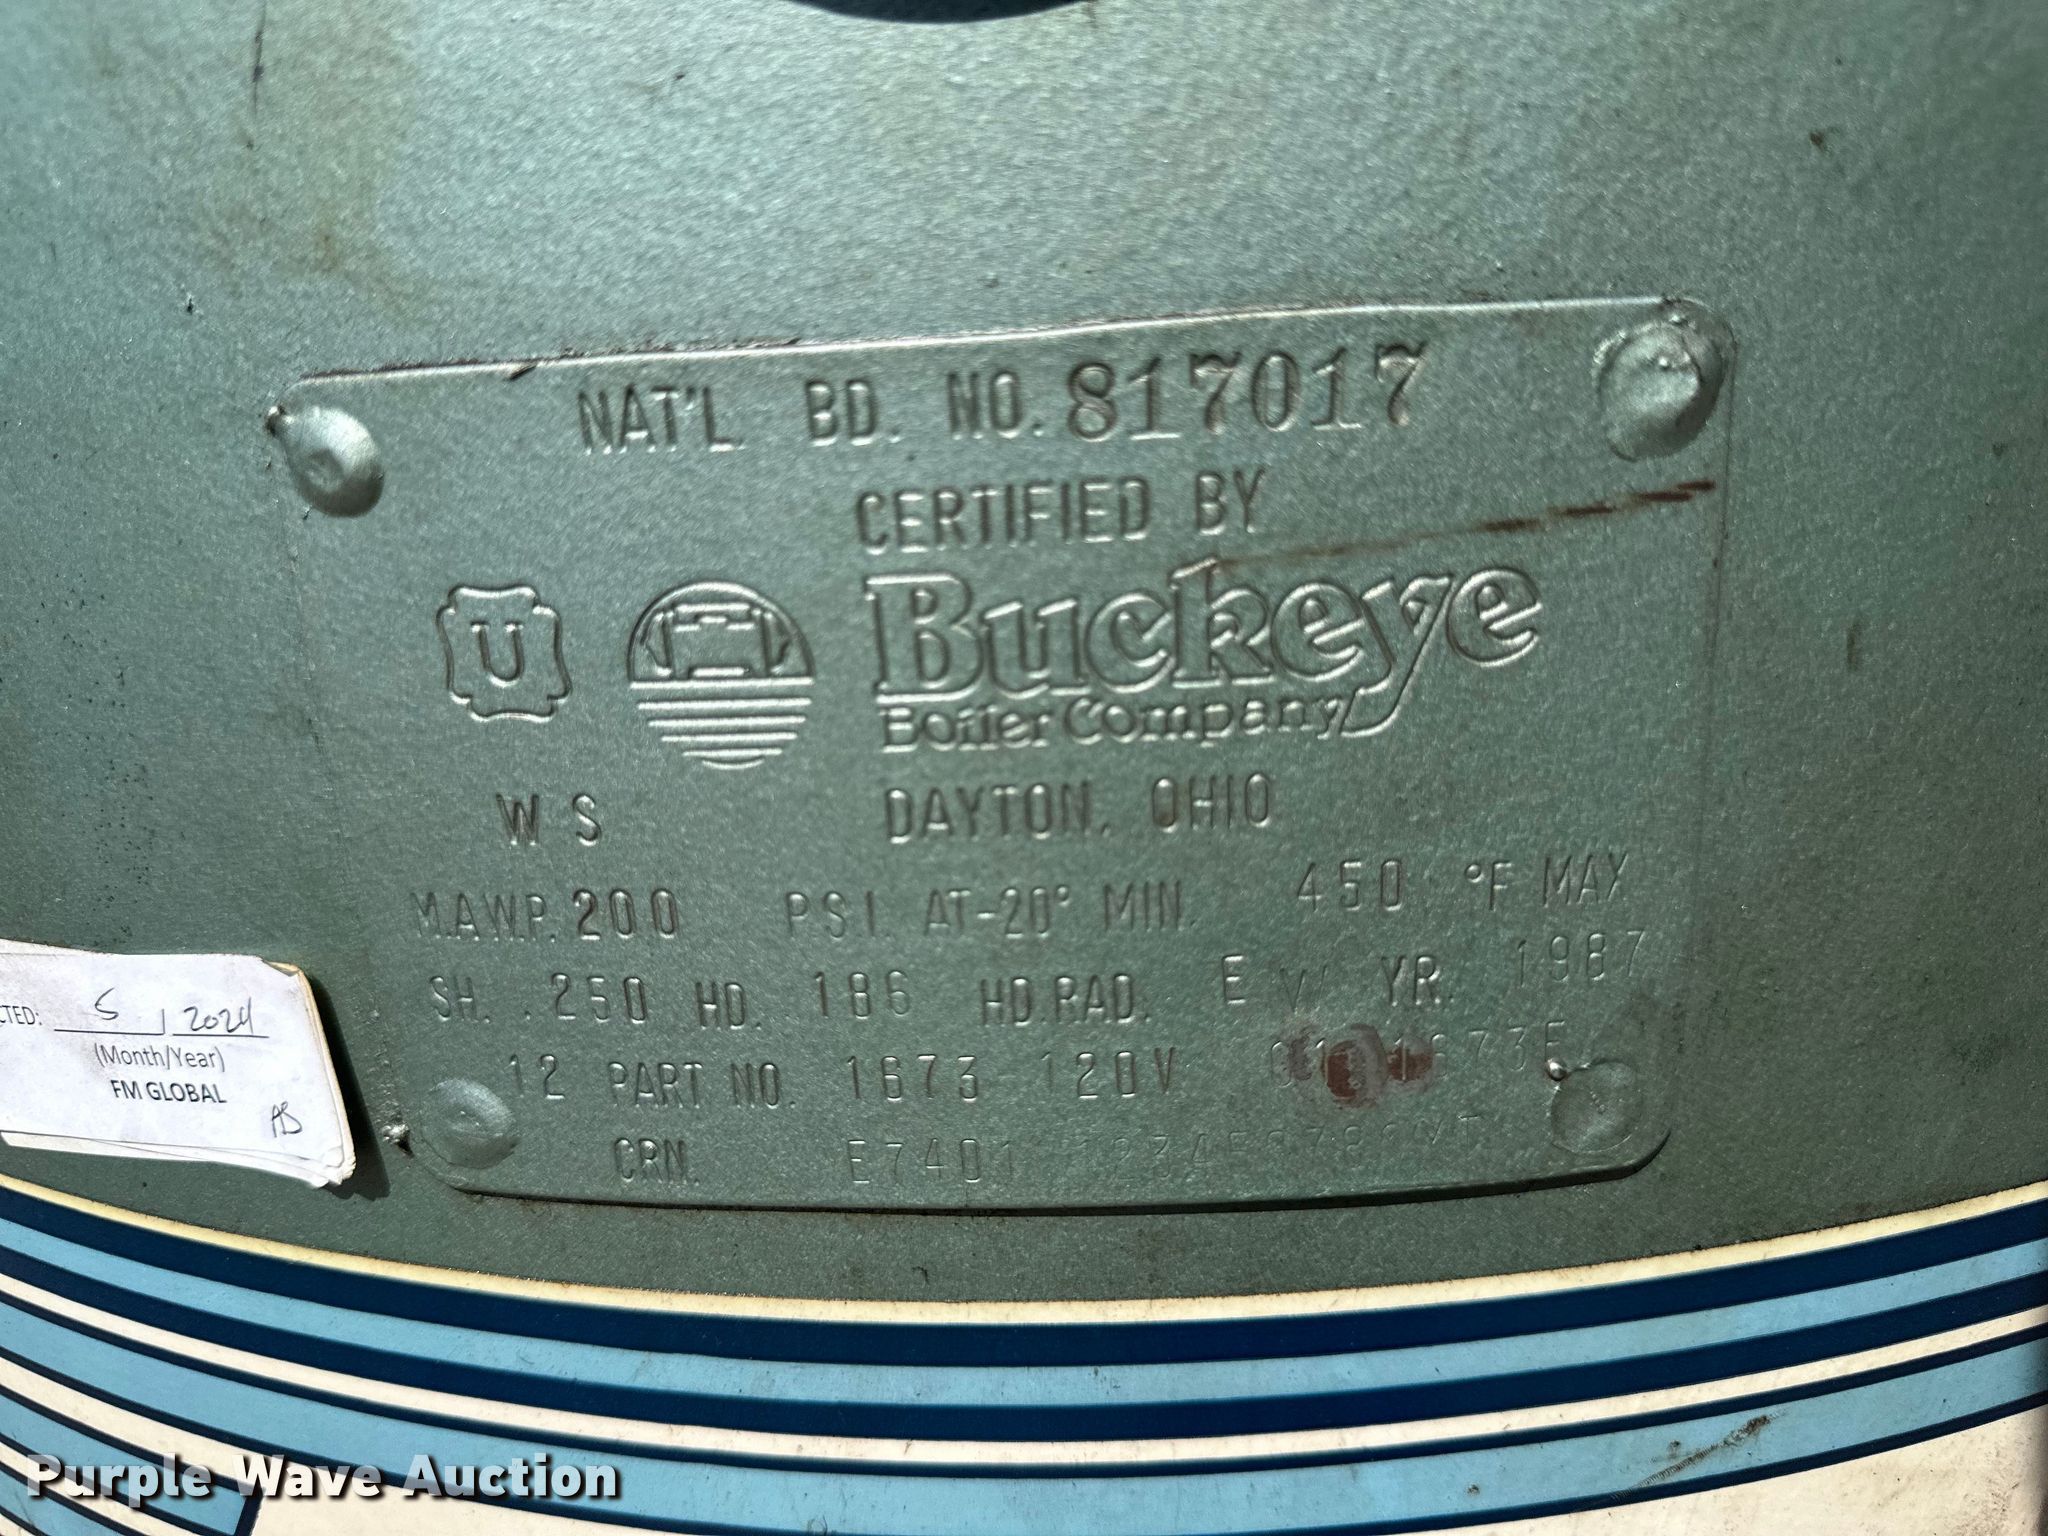 NAT'L BD. NO. 817017
CERTIFIED BY
U
Buckeye
Boiler Company
W S
DAYTON, OHIO
M.A.W.P. 200 P.S.I. AT -20° MIN. 450 °F MAX
SH. .250 HD. .186 HD.RAD. E W YR. 1987
12 PART NO. 1673 120V
CRN.
CTED: 5 / 2024
(Month/Year)
FM GLOBAL
AS
Purple Wave Auction